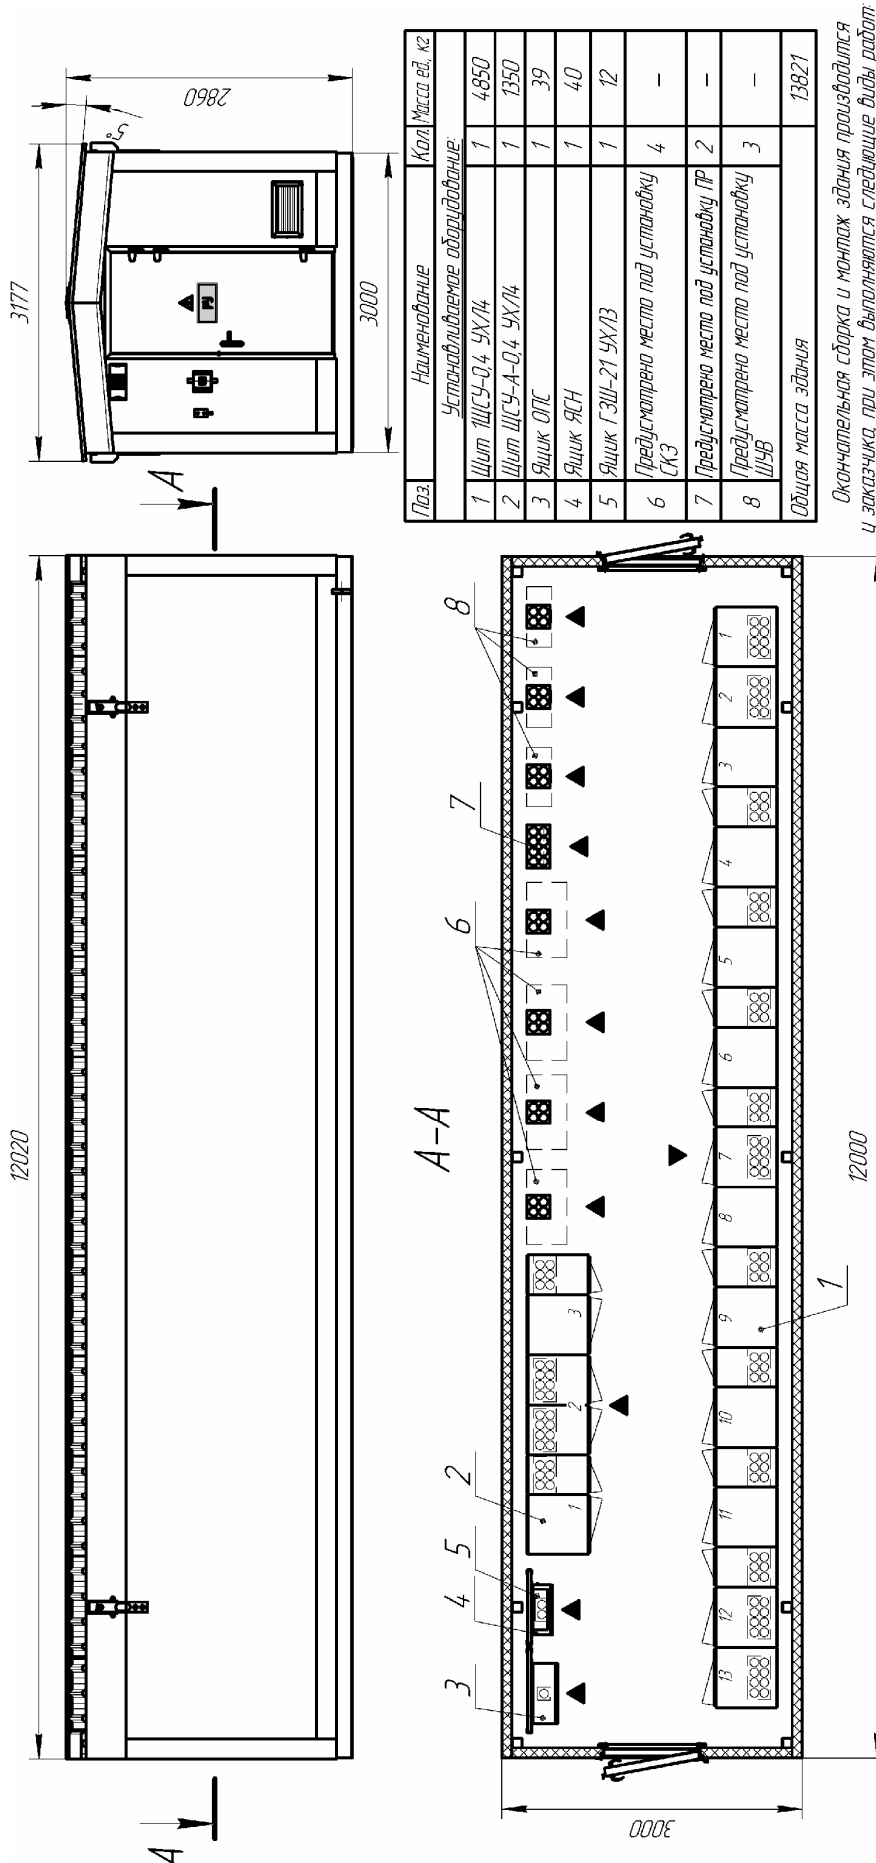 12020
3177
5°
2860
3000
А
А
Поз.
Наименование
Кол.
Масса ед., кг
Устанавливаемое оборудование:
1 Щит 1ЩСУ-0,4 УХЛ4 1 4850
2 Щит ЩСУ-А-0,4 УХЛ4 1 1350
3 Ящик ОПС 1 39
4 Ящик ЯСН 1 40
5 Ящик ГЗШ-21 УХЛ3 1 12
6 Предусмотрено место под установку 4 –
СКЗ
7 Предусмотрено место под установку ПР 2 –
8 Предусмотрено место под установку 3 –
ШУВ
Общая масса здания 13821
Окончательная сборка и монтаж здания производится
и заказчика, при этом выполняются следующие виды работ:
А-А
3 4 5 2 6 7 8
1 2 3
13 12 11 10 9 8 7 6 5 4 3 2 1
1
3000
12000
РУ